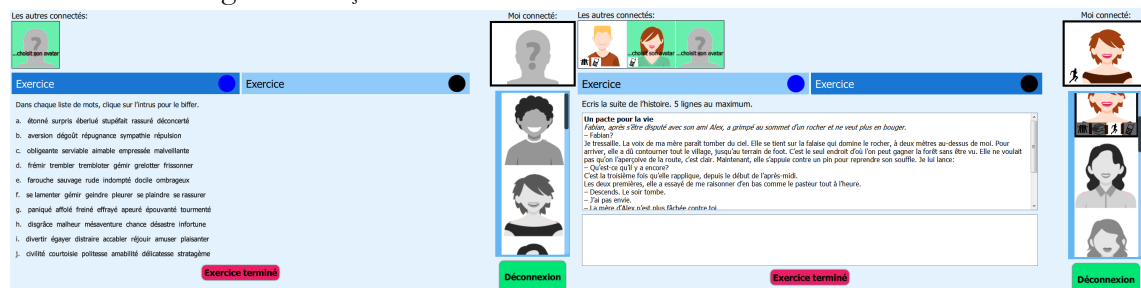 Les autres connectés:
Moi connecté:
...choisit son avatar
Exercice
Exercice
Dans chaque liste de mots, clique sur l'intrus pour le biffer.
a. étonné surpris éberlué stupéfait rassuré déconcerté
b. aversion dégoût répugnance sympathie répulsion
c. obligeante serviable aimable empressée malveillante
d. frémir trembler trembloter gémir grelotter frissonner
e. farouche sauvage rude indompté docile ombrageux
f. se lamenter gémir geindre pleurer se plaindre se rassurer
g. paniqué affolé freiné effrayé apeuré épouvanté tourmenté
h. disgrâce malheur mésaventure chance désastre infortune
i. divertir égayer distraire accabler réjouir amuser plaisanter
j. civilité courtoisie politesse amabilité délicatesse stratagème
Exercice terminé
Déconnexion
Les autres connectés:
Moi connecté:
...choisit son avatar
...choisit son avatar
Exercice
Exercice
Ecris la suite de l'histoire. 5 lignes au maximum.
Un pacte pour la vie
Fabian, après s'être disputé avec son ami Alex, a grimpé au sommet d'un rocher et ne veut plus en bouger.
– Fabian?
Je tressaille. La voix de ma mère paraît tomber du ciel. Elle se tient sur la falaise qui domine le rocher, à deux mètres au-dessus de moi. Pour
arriver, elle a dû contourner tout le village, jusqu'au terrain de foot. C'est le seul endroit d'où l'on peut gagner la forêt sans être vu. Elle ne voulait
pas qu'on l'aperçoive de la route, c'est clair. Maintenant, elle s'appuie contre un pin pour reprendre son souffle. Je lui lance:
– Qu'est-ce qu'il y a encore?
C'est la troisième fois qu'elle rapplique, depuis le début de l'après-midi.
Les deux premières, elle a essayé de me raisonner d'en bas comme le pasteur tout à l'heure.
– Descends. Le soir tombe.
– J'ai pas envie.
– La mère d'Alex n'est plus fâchée contre toi.
Exercice terminé
Déconnexion